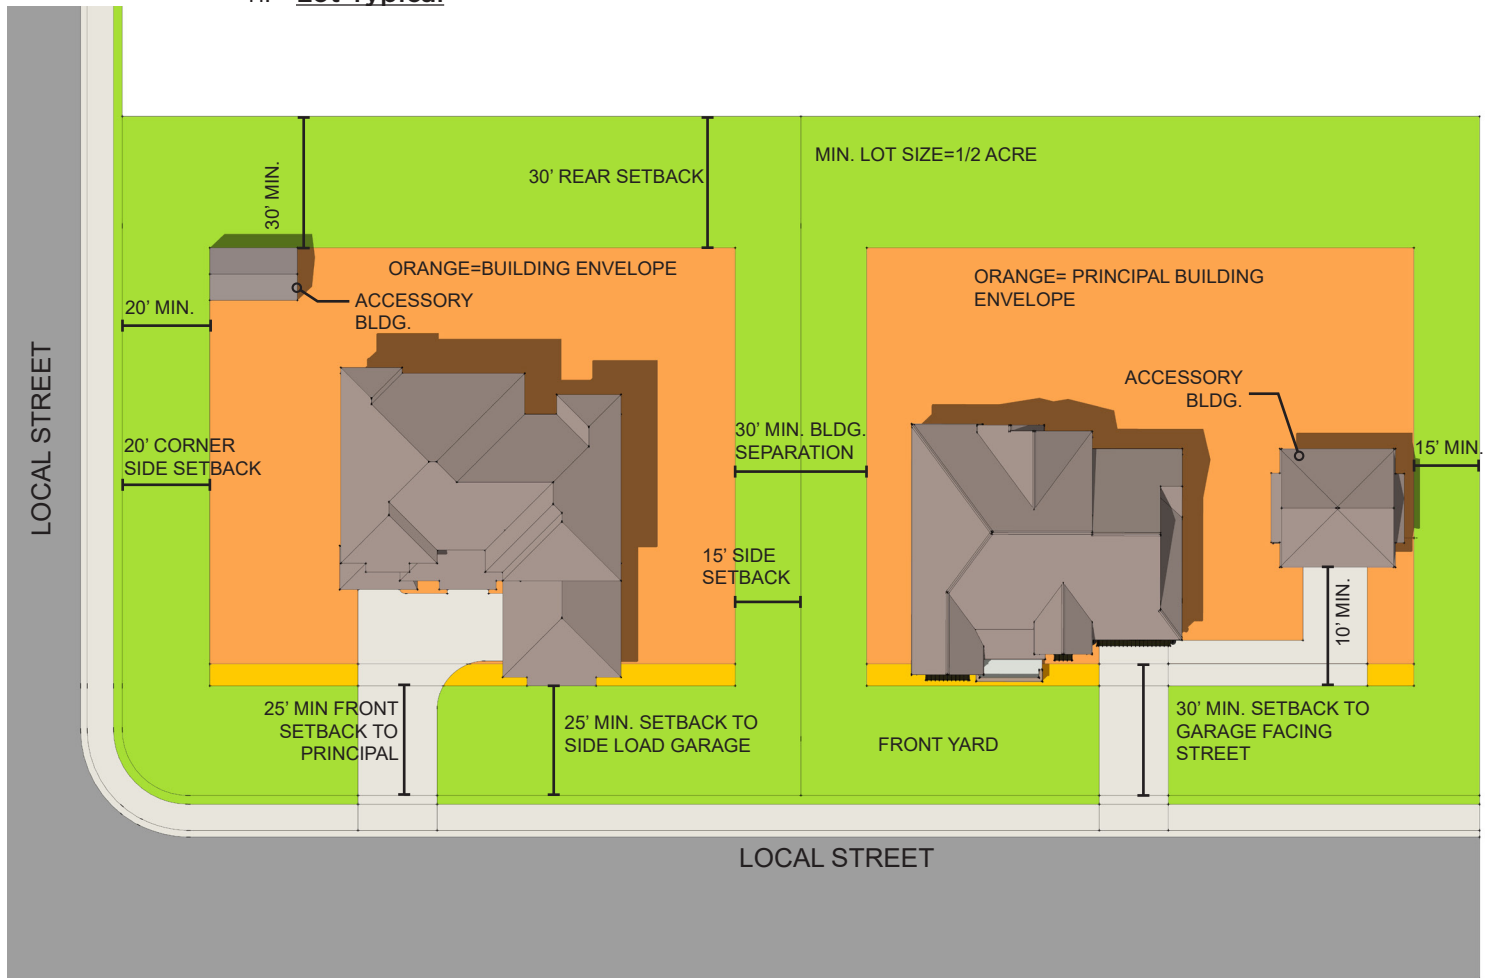 Lot Typical
30' MIN.
30' REAR SETBACK
MIN. LOT SIZE=1/2 ACRE
ORANGE=BUILDING ENVELOPE
ORANGE= PRINCIPAL BUILDING
ENVELOPE
20' MIN.
ACCESSORY
BLDG.
ACCESSORY
BLDG.
LOCAL STREET
20' CORNER
SIDE SETBACK
30' MIN. BLDG.
SEPARATION
15' MIN.
15' SIDE
SETBACK
10' MIN.
25' MIN FRONT
SETBACK TO
PRINCIPAL
25' MIN. SETBACK TO
SIDE LOAD GARAGE
FRONT YARD
30' MIN. SETBACK TO
GARAGE FACING
STREET
LOCAL STREET